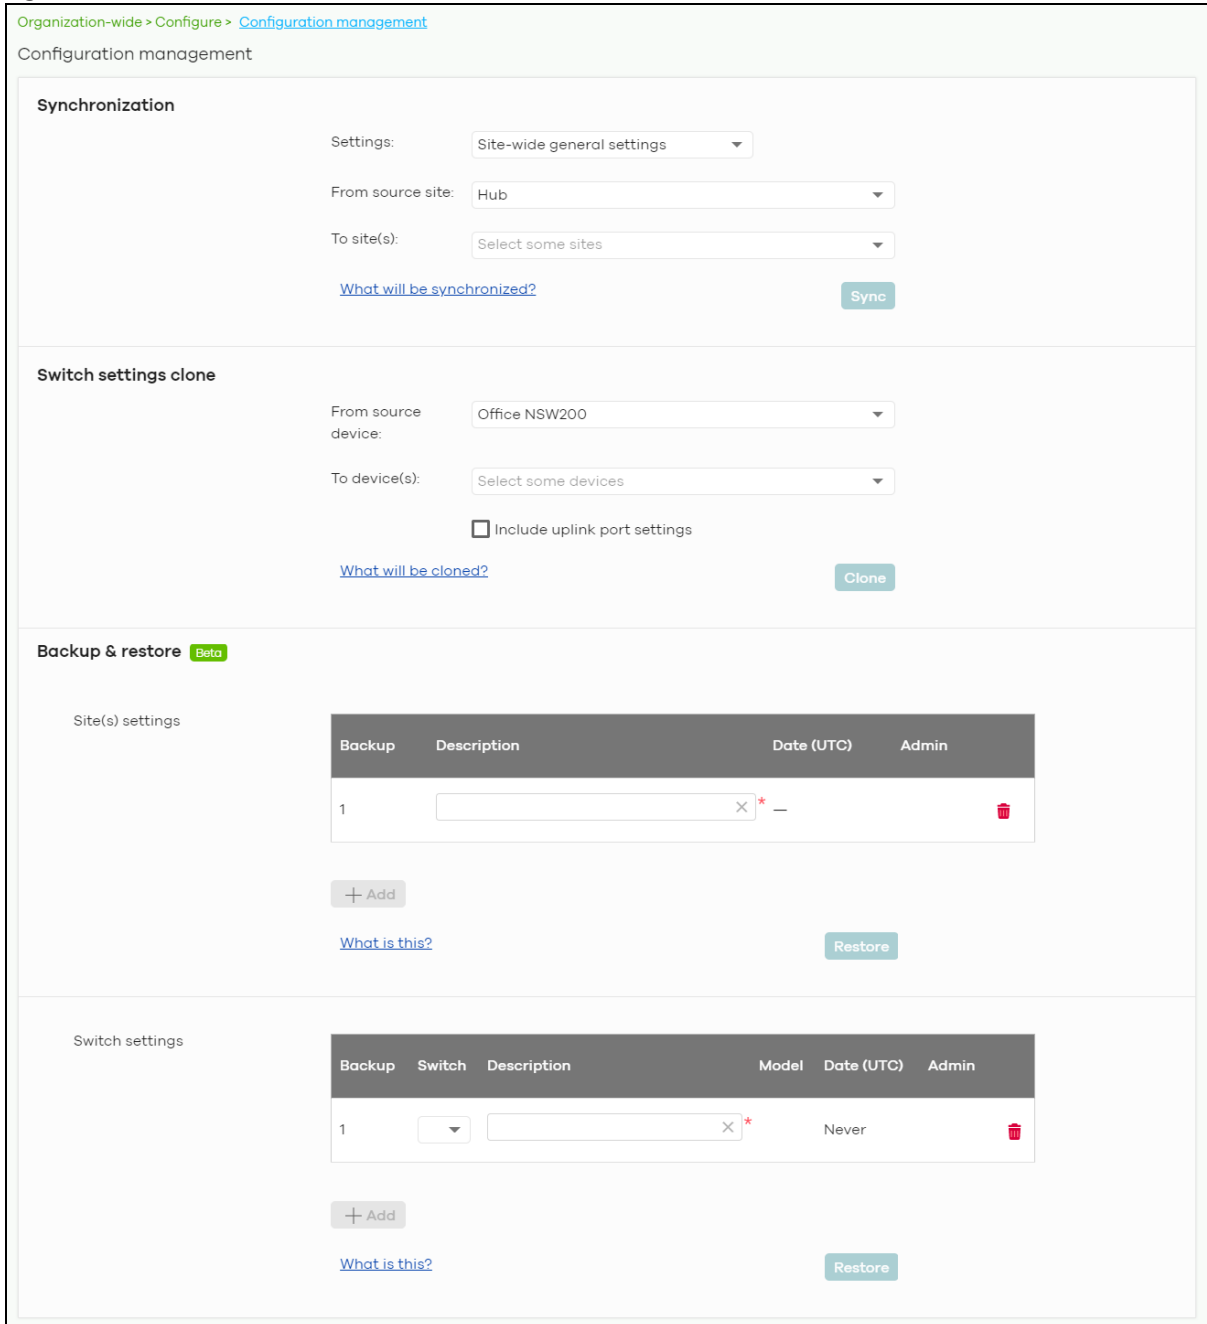 Organization-wide > Configure > Configuration management
Configuration management
Synchronization
Settings: Site-wide general settings
From source site: Hub
To site(s): Select some sites
What will be synchronized? Sync
Switch settings clone
From source device: Office NSW200
To device(s): Select some devices
Include uplink port settings
What will be cloned? Clone
Backup & restore Beta
Site(s) settings
Backup Description Date (UTC) Admin
1 * —
+ Add
What is this? Restore
Switch settings
Backup Switch Description Model Date (UTC) Admin
1 * Never
+ Add
What is this? Restore